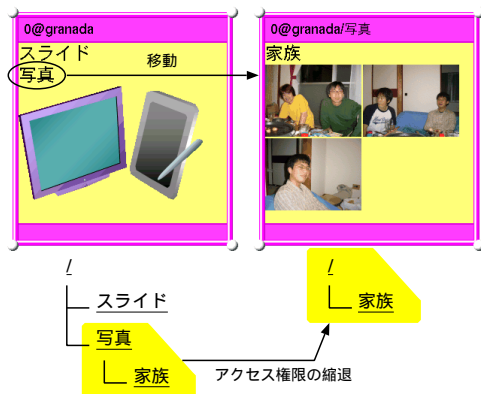 0@granada
スライド
写真
移動
0@granada/写真
家族
/
スライド
写真
家族
/
家族
アクセス権限の縮退